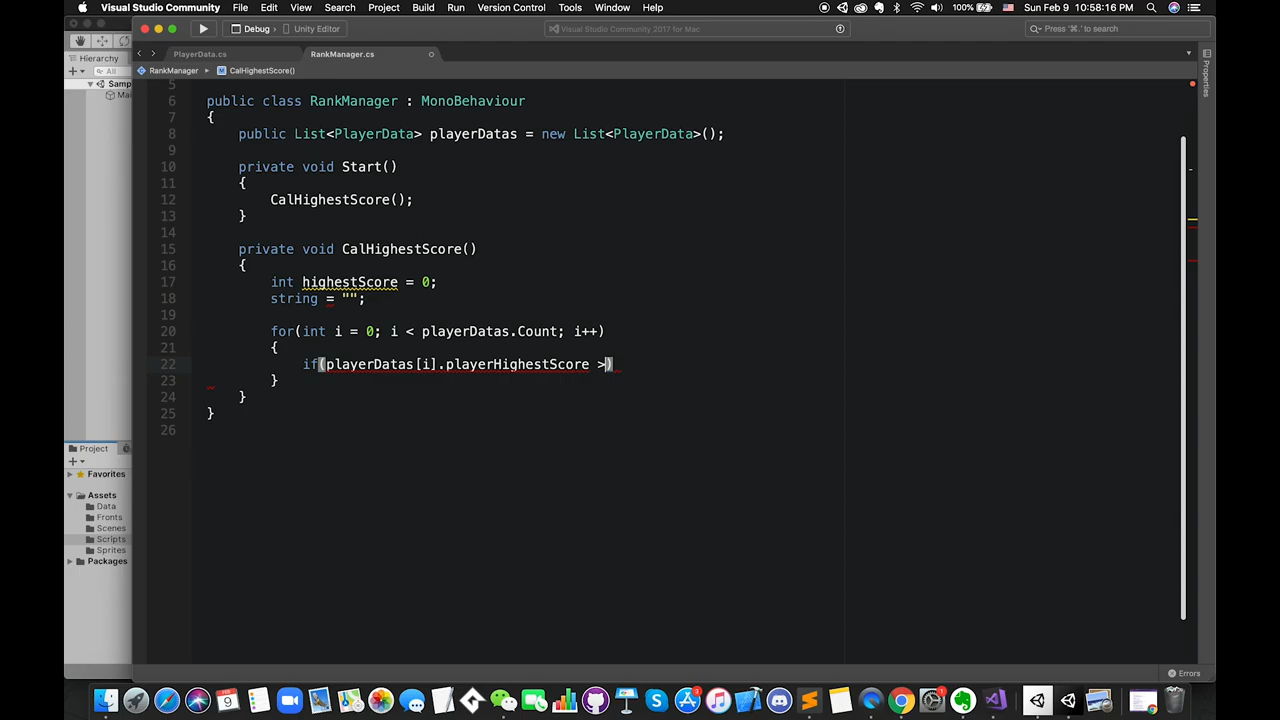 Visual Studio Community File Edit View Search Project Build Run Version Control Tools Window Help 100% Sun Feb 9 10:58:16 PM
Debug Unity Editor Visual Studio Community 2017 for Mac Press '⌘.' to search
PlayerData.cs RankManager.cs
RankManager CalHighestScore()
Hierarchy
All
Samp
Mai
Properties
5
6 public class RankManager : MonoBehaviour
7 {
8 public List<PlayerData> playerDatas = new List<PlayerData>();
9
10 private void Start()
11 {
12 CalHighestScore();
13 }
14
15 private void CalHighestScore()
16 {
17 int highestScore = 0;
18 string = "";
19
20 for(int i = 0; i < playerDatas.Count; i++)
21 {
22 if(playerDatas[i].playerHighestScore >)
23 }
24 }
25 }
26
Project
Favorites
Assets
Data
Fronts
Scenes
Scripts
Sprites
Packages
Errors